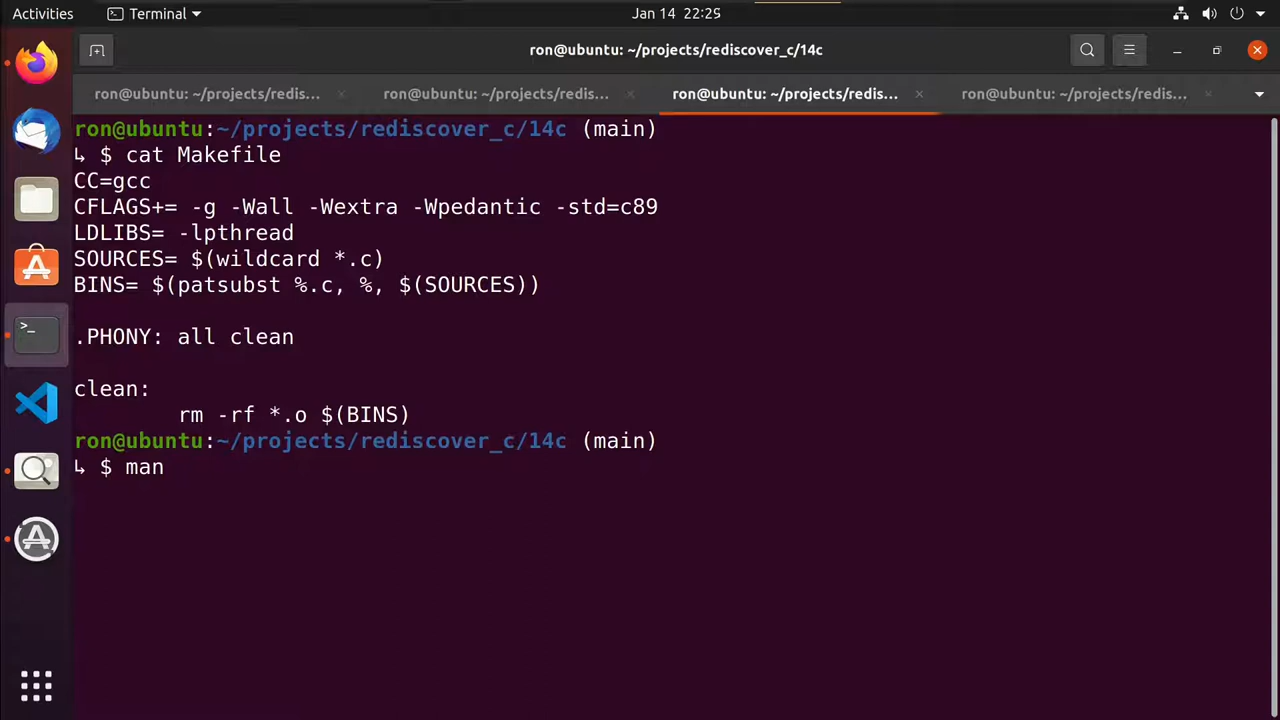 Activities
Terminal
Jan 14 22:25
ron@ubuntu: ~/projects/rediscover_c/14c
ron@ubuntu: ~/projects/redis...
ron@ubuntu: ~/projects/redis...
ron@ubuntu: ~/projects/redis...
ron@ubuntu: ~/projects/redis...
ron@ubuntu:~/projects/rediscover_c/14c (main)
↳ $ cat Makefile
CC=gcc
CFLAGS+= -g -Wall -Wextra -Wpedantic -std=c89
LDLIBS= -lpthread
SOURCES= $(wildcard *.c)
BINS= $(patsubst %.c, %, $(SOURCES))
.PHONY: all clean
clean:
rm -rf *.o $(BINS)
ron@ubuntu:~/projects/rediscover_c/14c (main)
↳ $ man